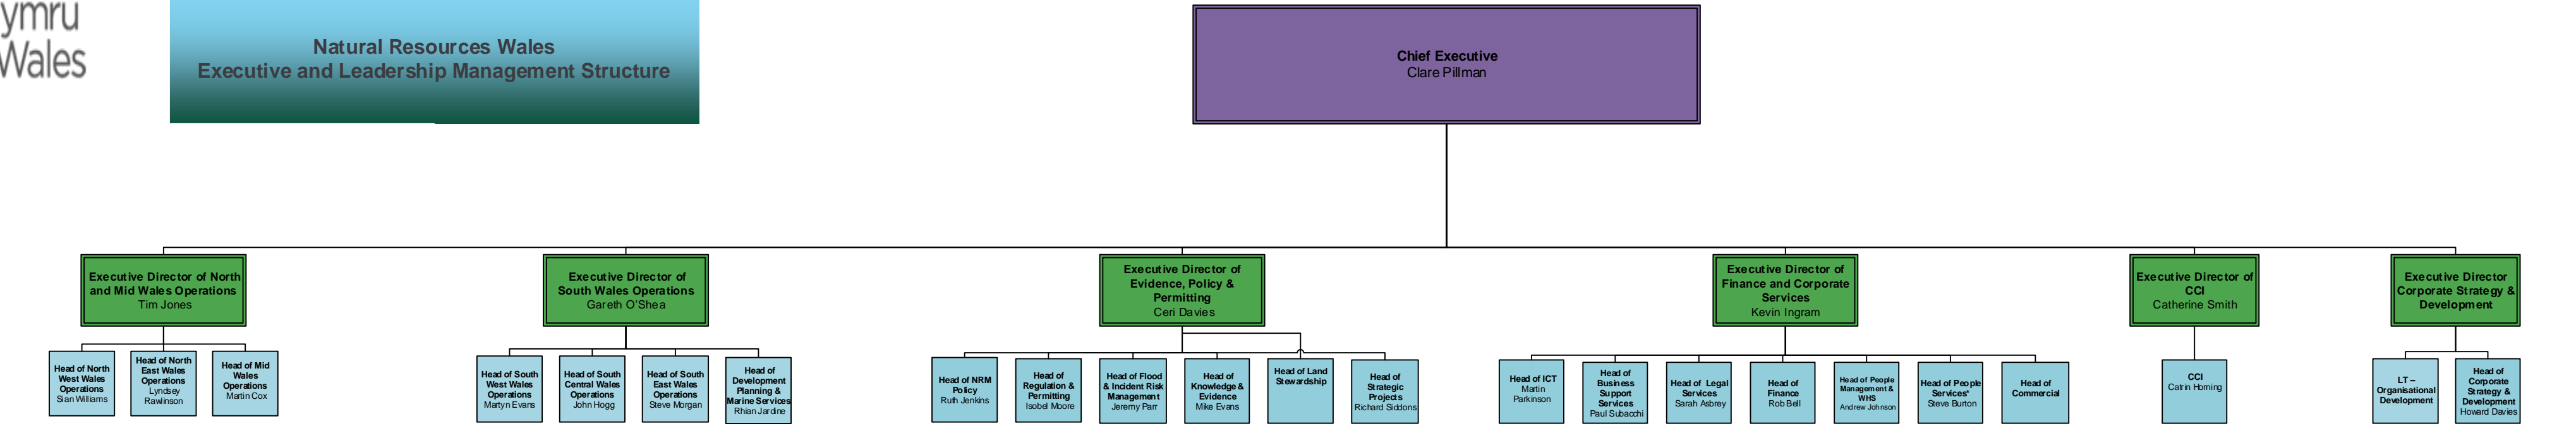 ymru
Wales
Natural Resources Wales
Executive and Leadership Management Structure
Chief Executive
Clare Pillman
Executive Director of North
and Mid Wales Operations
Tim Jones
Executive Director of
South Wales Operations
Gareth O'Shea
Executive Director of
Evidence, Policy &
Permitting
Ceri Davies
Executive Director of
Finance and Corporate
Services
Kevin Ingram
Executive Director of
CCI
Catherine Smith
Executive Director
Corporate Strategy &
Development
Head of North
West Wales
Operations
Sian Williams
Head of North
East Wales
Operations
Lyndsey
Rawlinson
Head of Mid
Wales
Operations
Martin Cox
Head of South
West Wales
Operations
Martyn Evans
Head of South
Central Wales
Operations
John Hogg
Head of South
East Wales
Operations
Steve Morgan
Head of
Development
Planning &
Marine Services
Rhian Jardine
Head of NRM
Policy
Ruth Jenkins
Head of
Regulation &
Permitting
Isobel Moore
Head of Flood
& Incident Risk
Management
Jeremy Parr
Head of
Knowledge &
Evidence
Mike Evans
Head of Land
Stewardship
Head of
Strategic
Projects
Richard Siddons
Head of ICT
Martin
Parkinson
Head of
Business
Support
Services
Paul Subacchi
Head of Legal
Services
Sarah Asbrey
Head of
Finance
Rob Bell
Head of People
Management &
WHS
Andrew Johnson
Head of People
Services*
Steve Burton
Head of
Commercial
CCI
Catrin Horning
LT –
Organisational
Development
Head of
Corporate
Strategy &
Development
Howard Davies